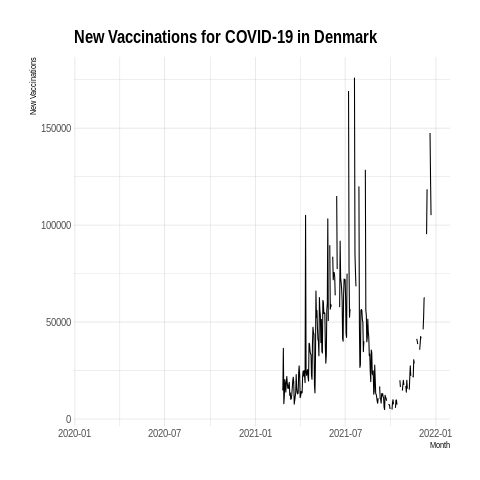 New Vaccinations for COVID-19 in Denmark
New Vaccinations
150000
100000
50000
0
2020-01 2020-07 2021-01 2021-07 2022-01
Month